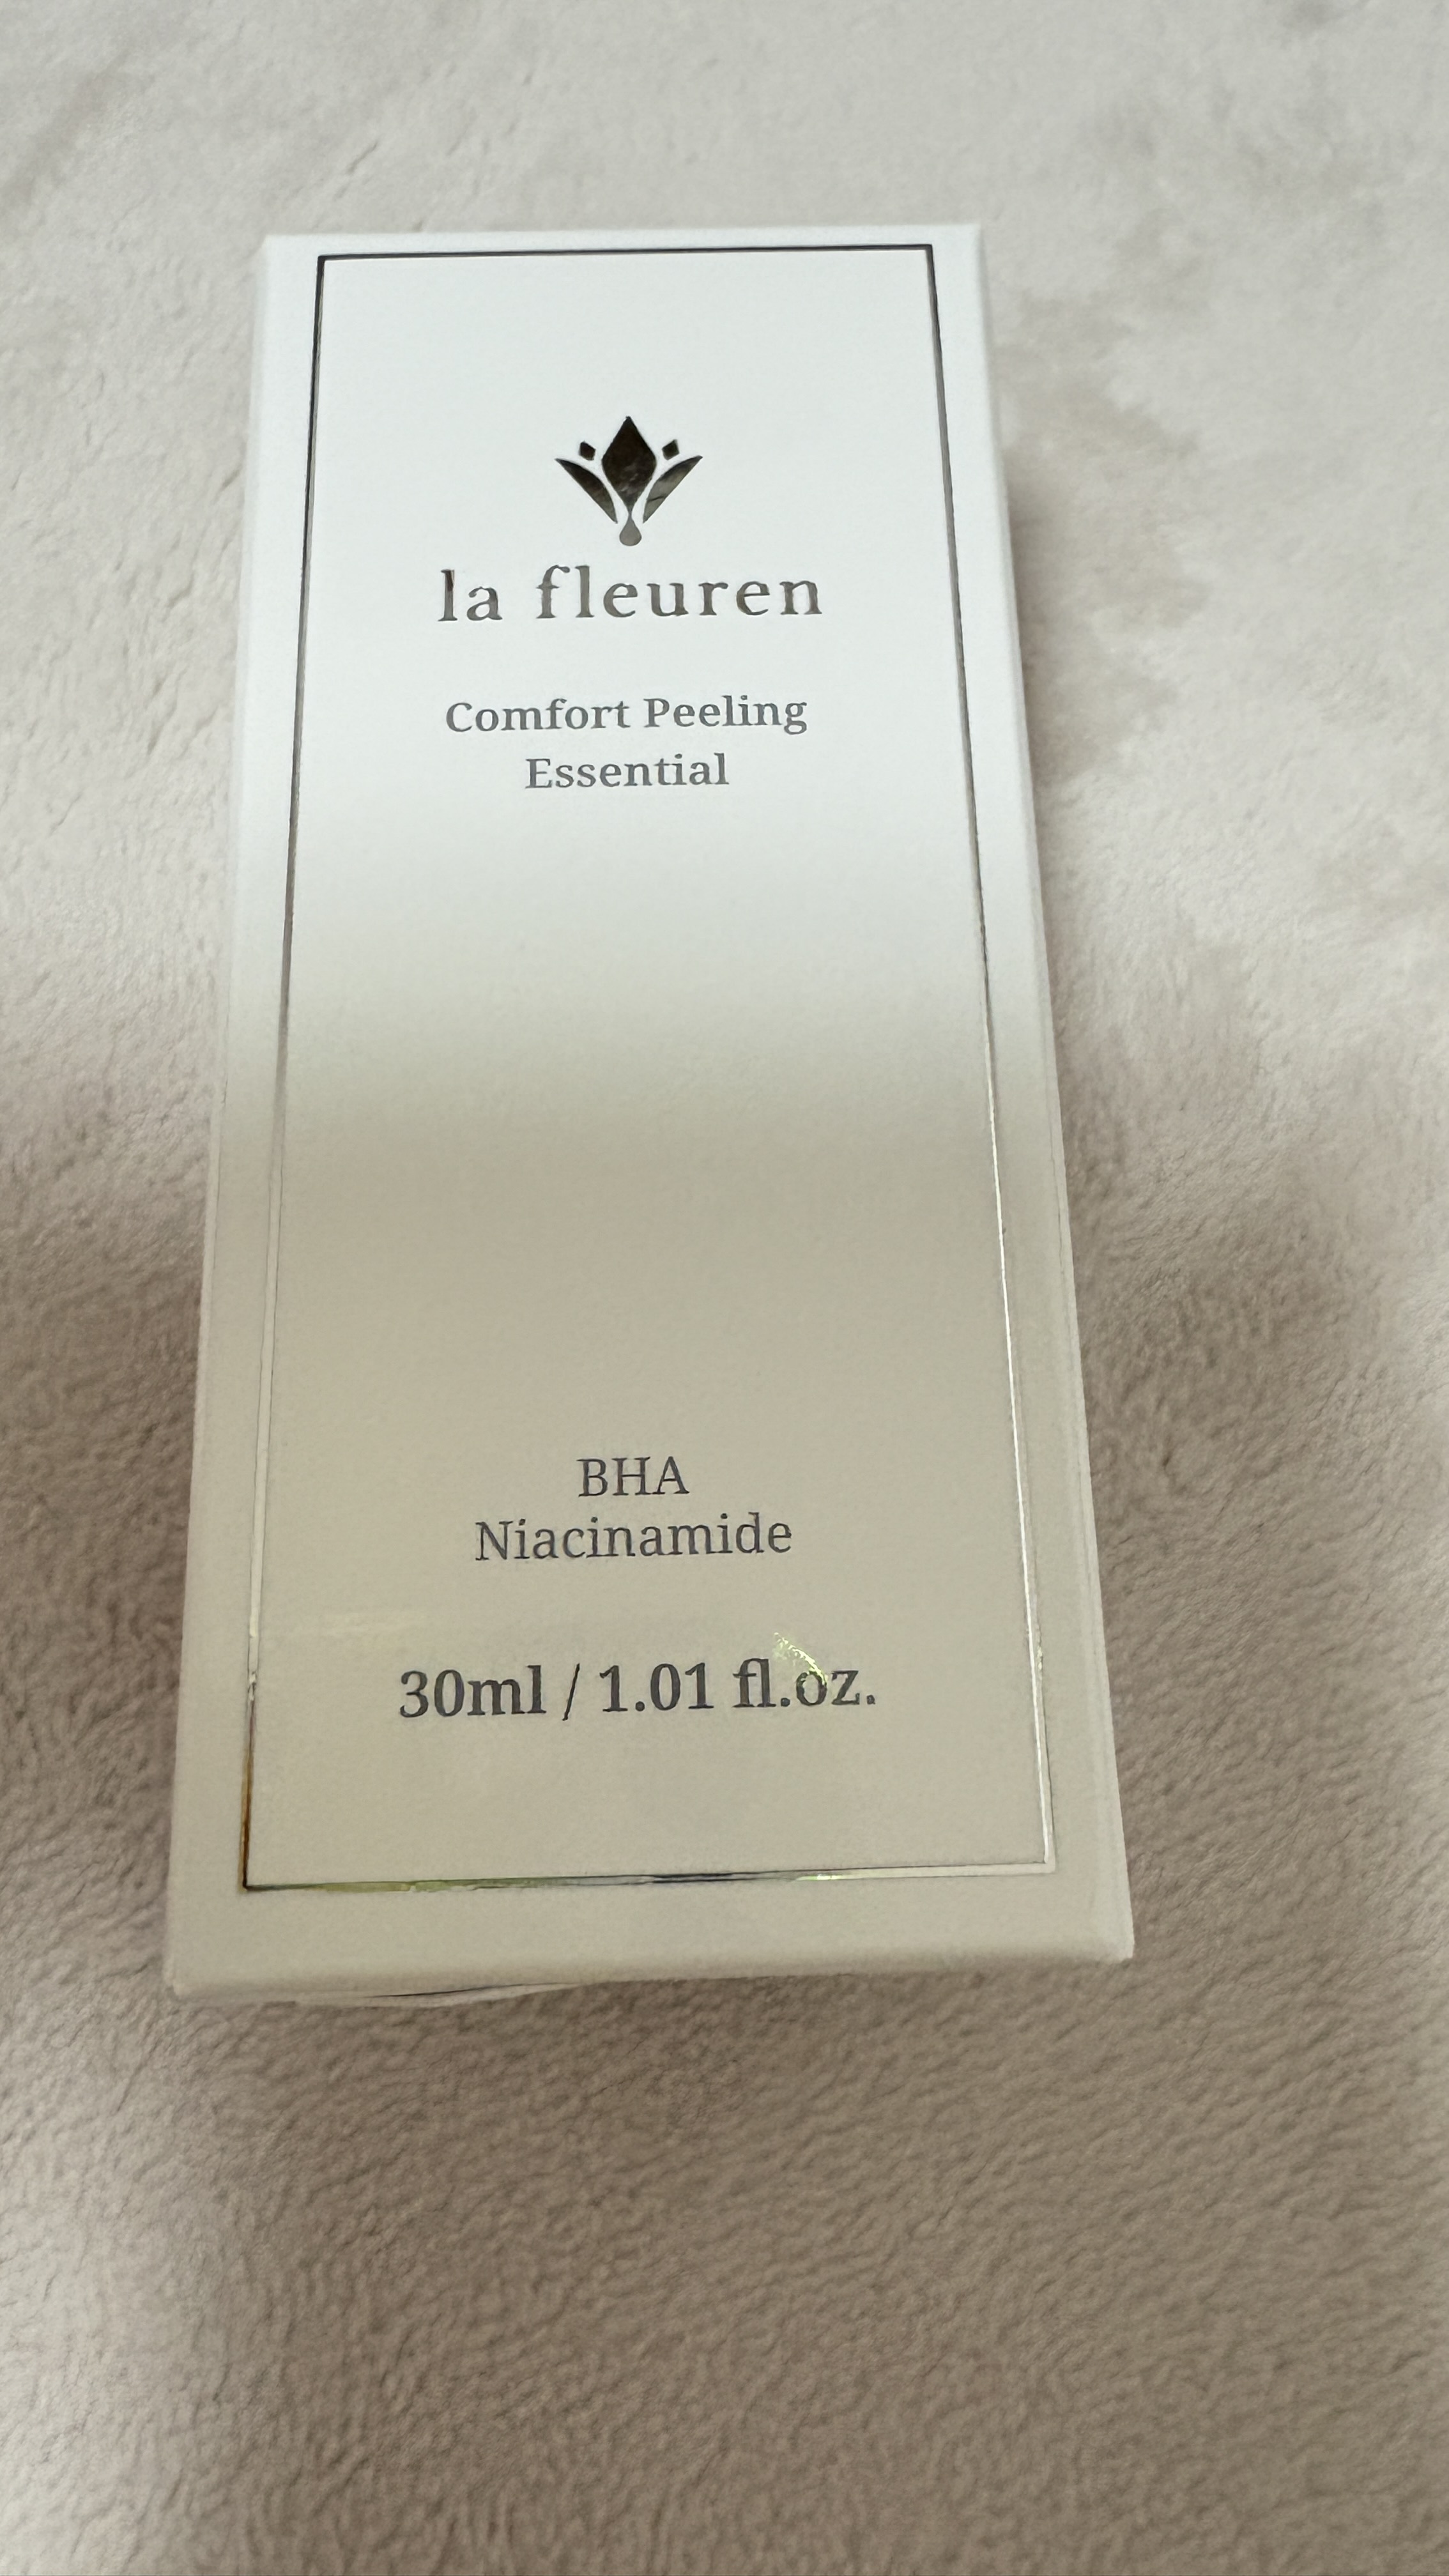 la fleuren
Comfort Peeling
Essential
BHA
Niacinamide
30ml / 1.01 fl.oz.